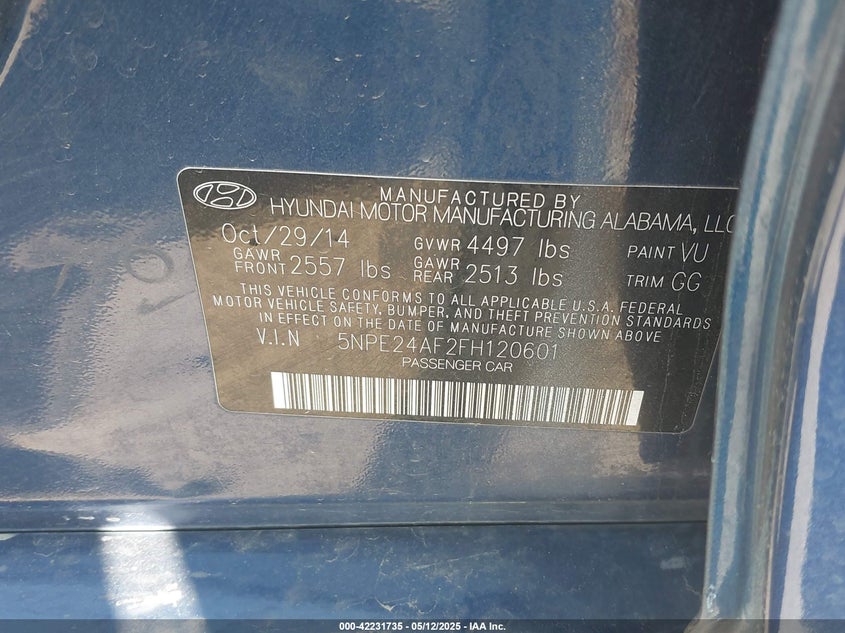 MANUFACTURED BY
HYUNDAI MOTOR MANUFACTURING ALABAMA, LLC
Oct/29/14 GVWR 4497 lbs PAINT VU
GAWR FRONT 2557 lbs GAWR REAR 2513 lbs TRIM GG
THIS VEHICLE CONFORMS TO ALL APPLICABLE U.S.A. FEDERAL
MOTOR VEHICLE SAFETY, BUMPER, AND THEFT PREVENTION STANDARDS
IN EFFECT ON THE DATE OF MANUFACTURE SHOWN ABOVE
V.I.N 5NPE24AF2FH120601
PASSENGER CAR
000-42231735 - 05/12/2025 - IAA Inc.